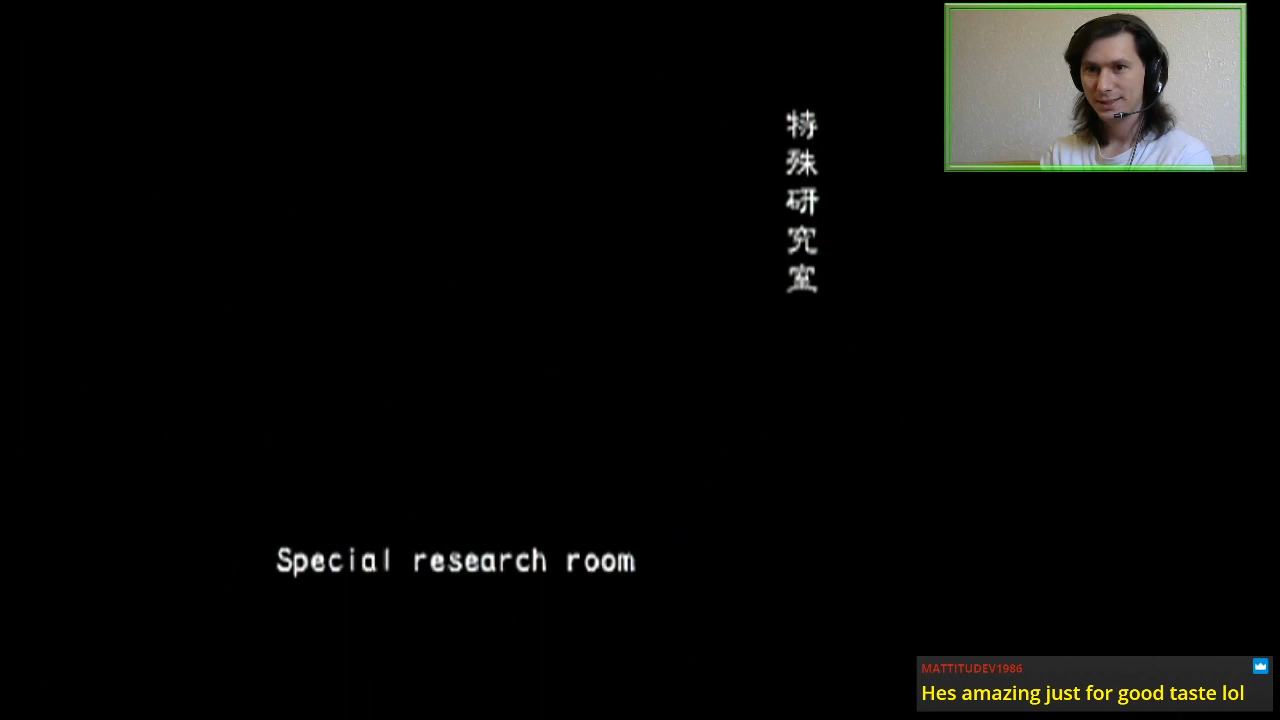 特殊研究室
Special research room
MATTITUDEV1986
Hes amazing just for good taste lol